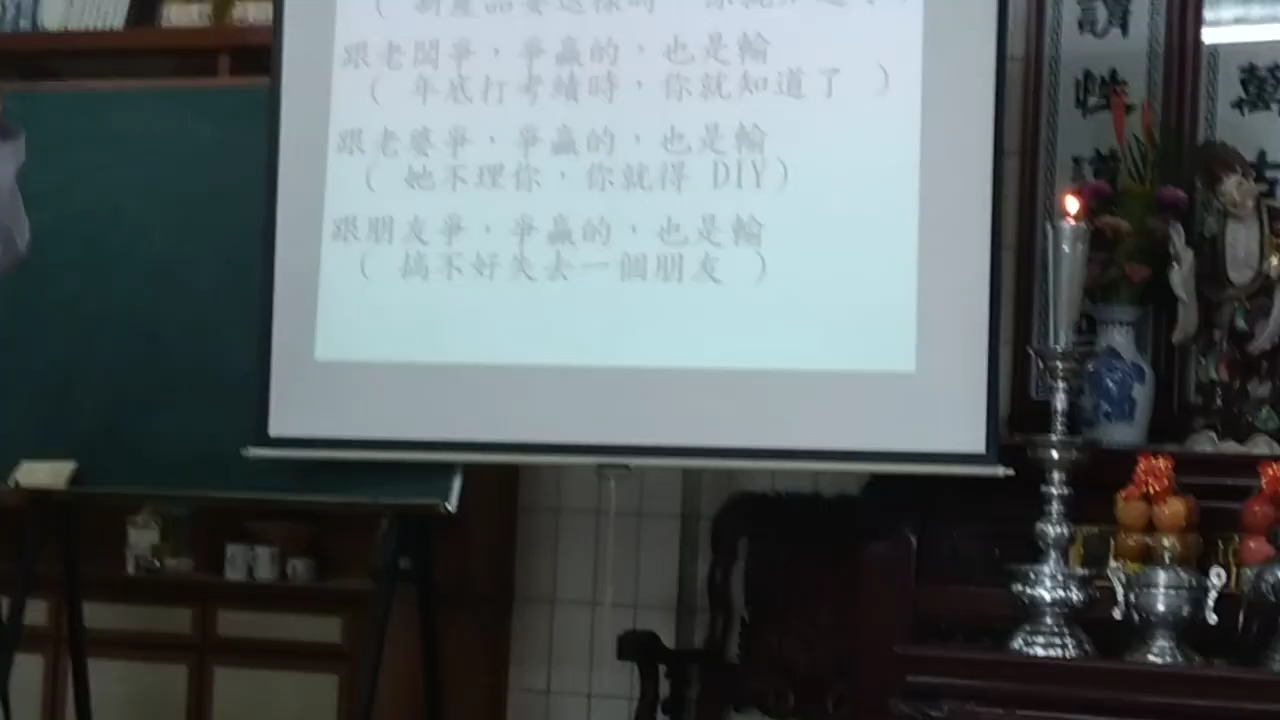 跟老闆爭，爭贏的，也是輸
（ 年底打考績時，你就知道了 ）
跟老婆爭，爭贏的，也是輸
（ 她不理你，你就得 DIY）
跟朋友爭，爭贏的，也是輸
（ 搞不好失去一個朋友 ）